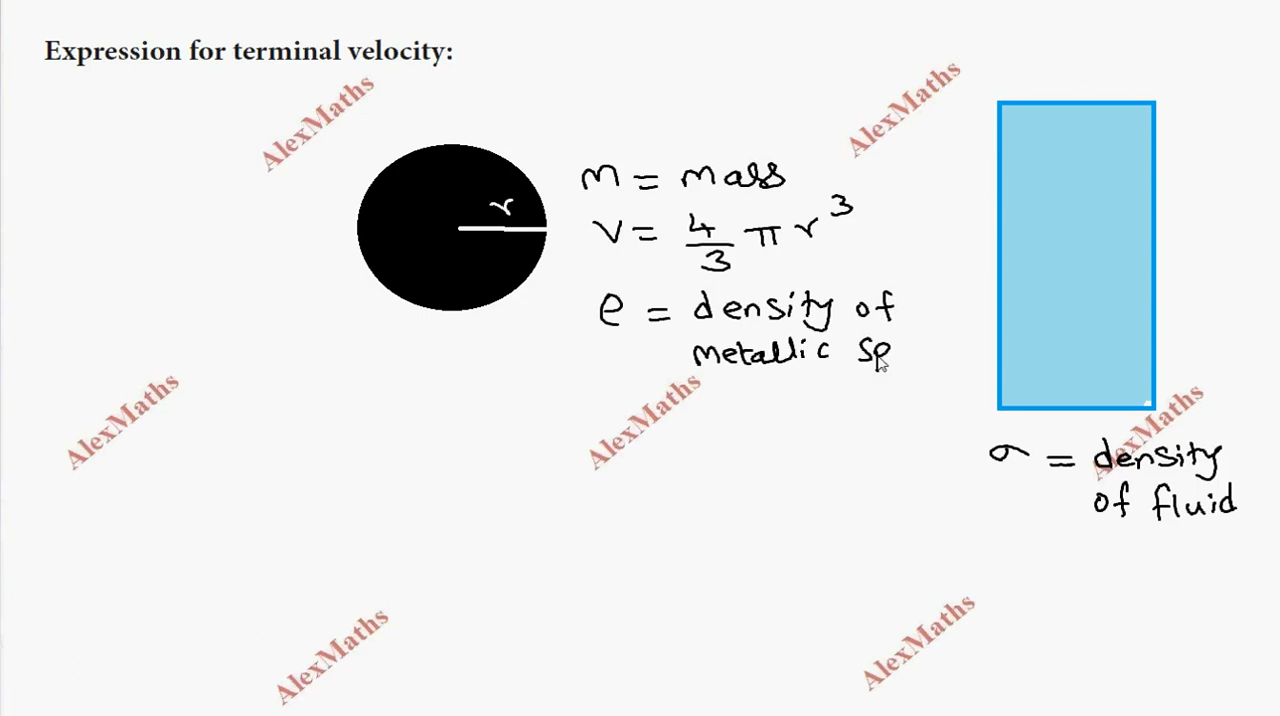 Expression for terminal velocity:
AlexMaths
AlexMaths
r
m = mass
V = 4/3 π r³
ρ = density of
metallic sp
AlexMaths
AlexMaths
AlexMaths
σ = density
of fluid
AlexMaths
AlexMaths